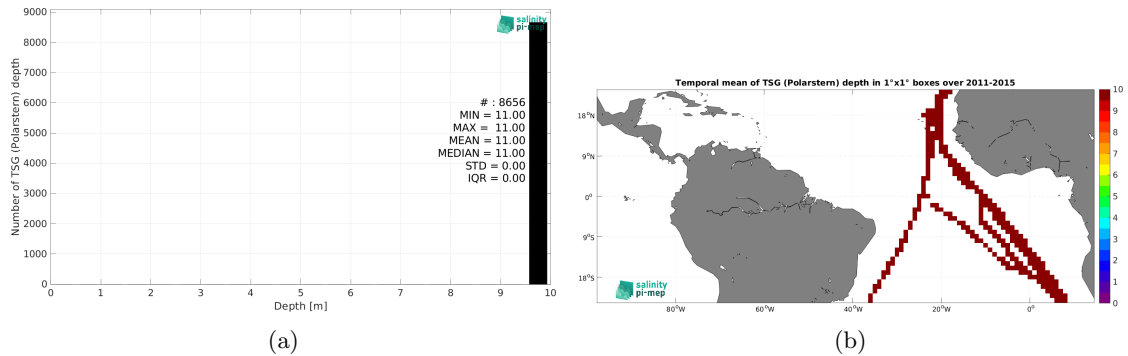 9000
8000
7000
6000
5000
4000
3000
2000
1000
0
Number of TSG (Polarstern) depth
salinity
pi-mep
# : 8656
MIN = 11.00
MAX = 11.00
MEAN = 11.00
MEDIAN = 11.00
STD = 0.00
IQR = 0.00
0 1 2 3 4 5 6 7 8 9 10
Depth [m]
(a)
Temporal mean of TSG (Polarstern) depth in 1°x1° boxes over 2011-2015
18°N
9°N
0°
9°S
18°S
80°W 60°W 40°W 20°W 0°
salinity
pi-mep
10
9
8
7
6
5
4
3
2
1
0
(b)